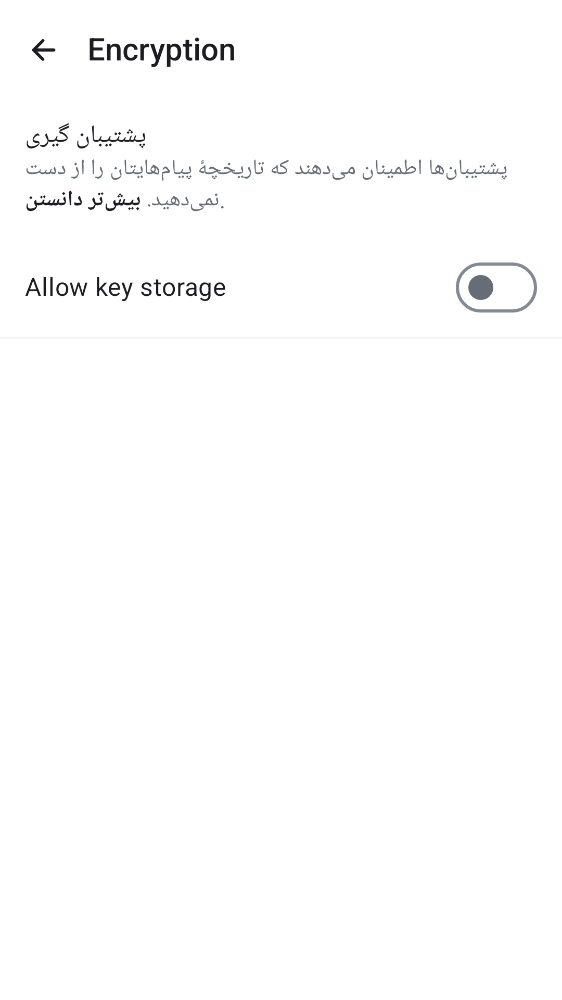 Encryption
پشتیبان گیری
پشتیبان‌ها اطمینان می‌دهند که تاریخچهٔ پیام‌هایتان را از دست
نمی‌دهید. بیش‌تر دانستن.
Allow key storage